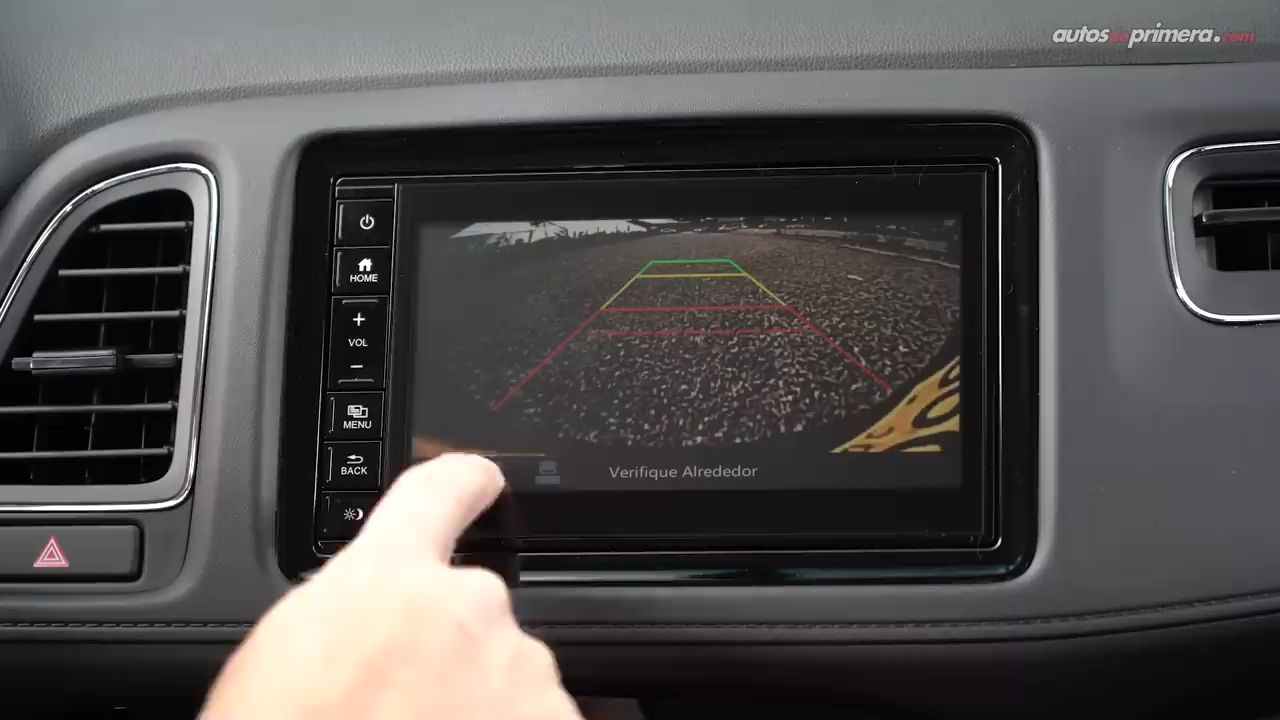 autosdeprimera.com
HOME
+
VOL
−
MENU
BACK
Verifique Alrededor